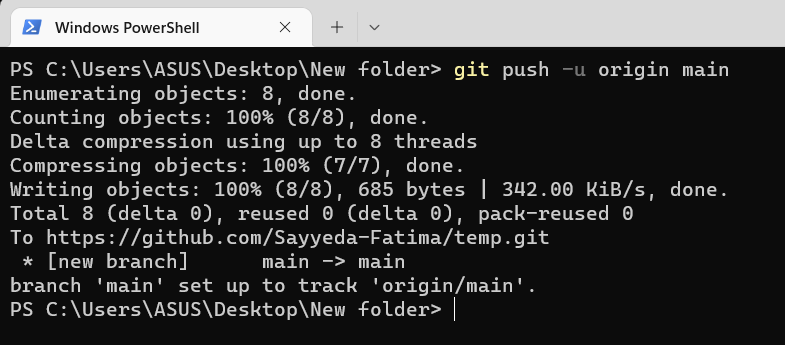 Windows PowerShell
PS C:\Users\ASUS\Desktop\New folder> git push -u origin main
Enumerating objects: 8, done.
Counting objects: 100% (8/8), done.
Delta compression using up to 8 threads
Compressing objects: 100% (7/7), done.
Writing objects: 100% (8/8), 685 bytes | 342.00 KiB/s, done.
Total 8 (delta 0), reused 0 (delta 0), pack-reused 0
To https://github.com/Sayyeda-Fatima/temp.git
 * [new branch]      main -> main
branch 'main' set up to track 'origin/main'.
PS C:\Users\ASUS\Desktop\New folder>